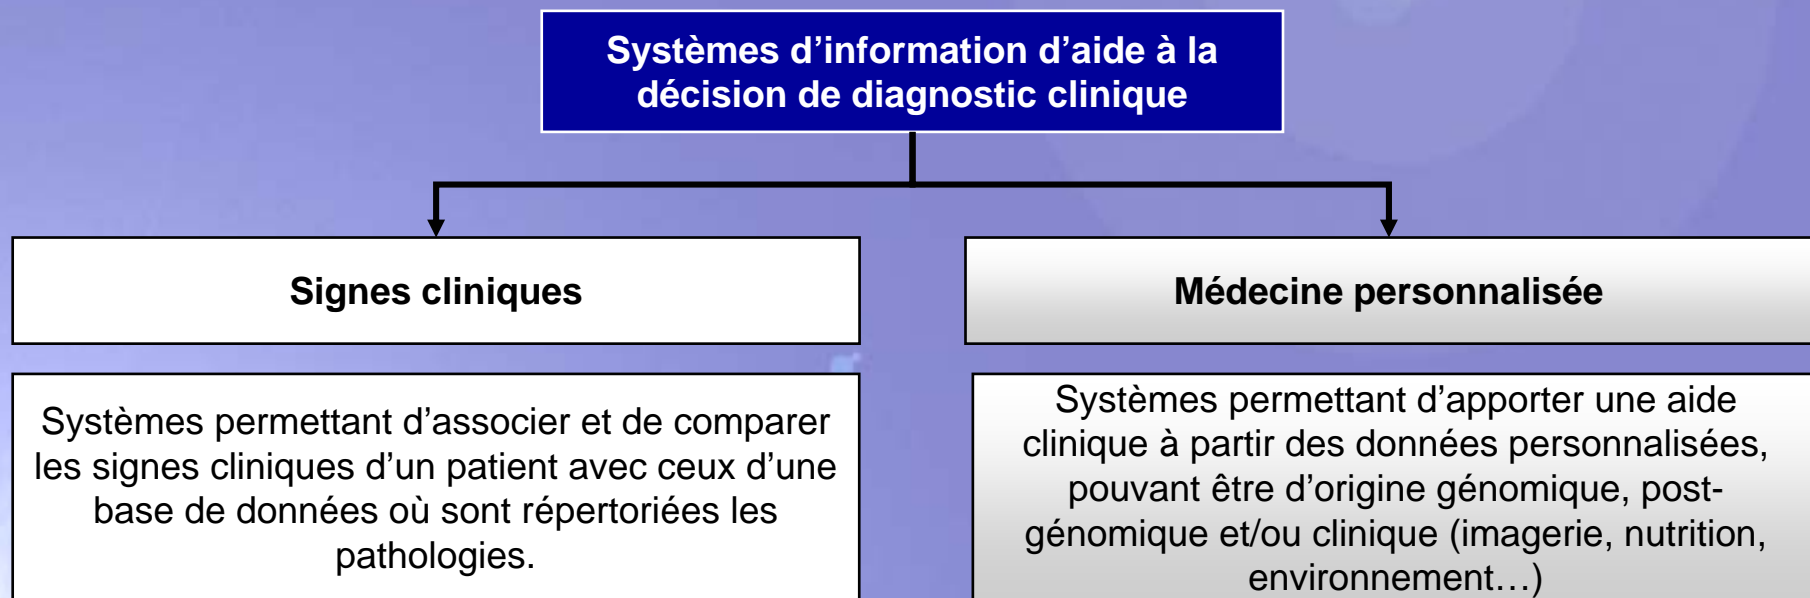 Systèmes d’information d’aide à la
décision de diagnostic clinique
Signes cliniques
Médecine personnalisée
Systèmes permettant d’associer et de comparer
les signes cliniques d’un patient avec ceux d’une
base de données où sont répertoriées les
pathologies.
Systèmes permettant d’apporter une aide
clinique à partir des données personnalisées,
pouvant être d’origine génomique, post-
génomique et/ou clinique (imagerie, nutrition,
environnement…)